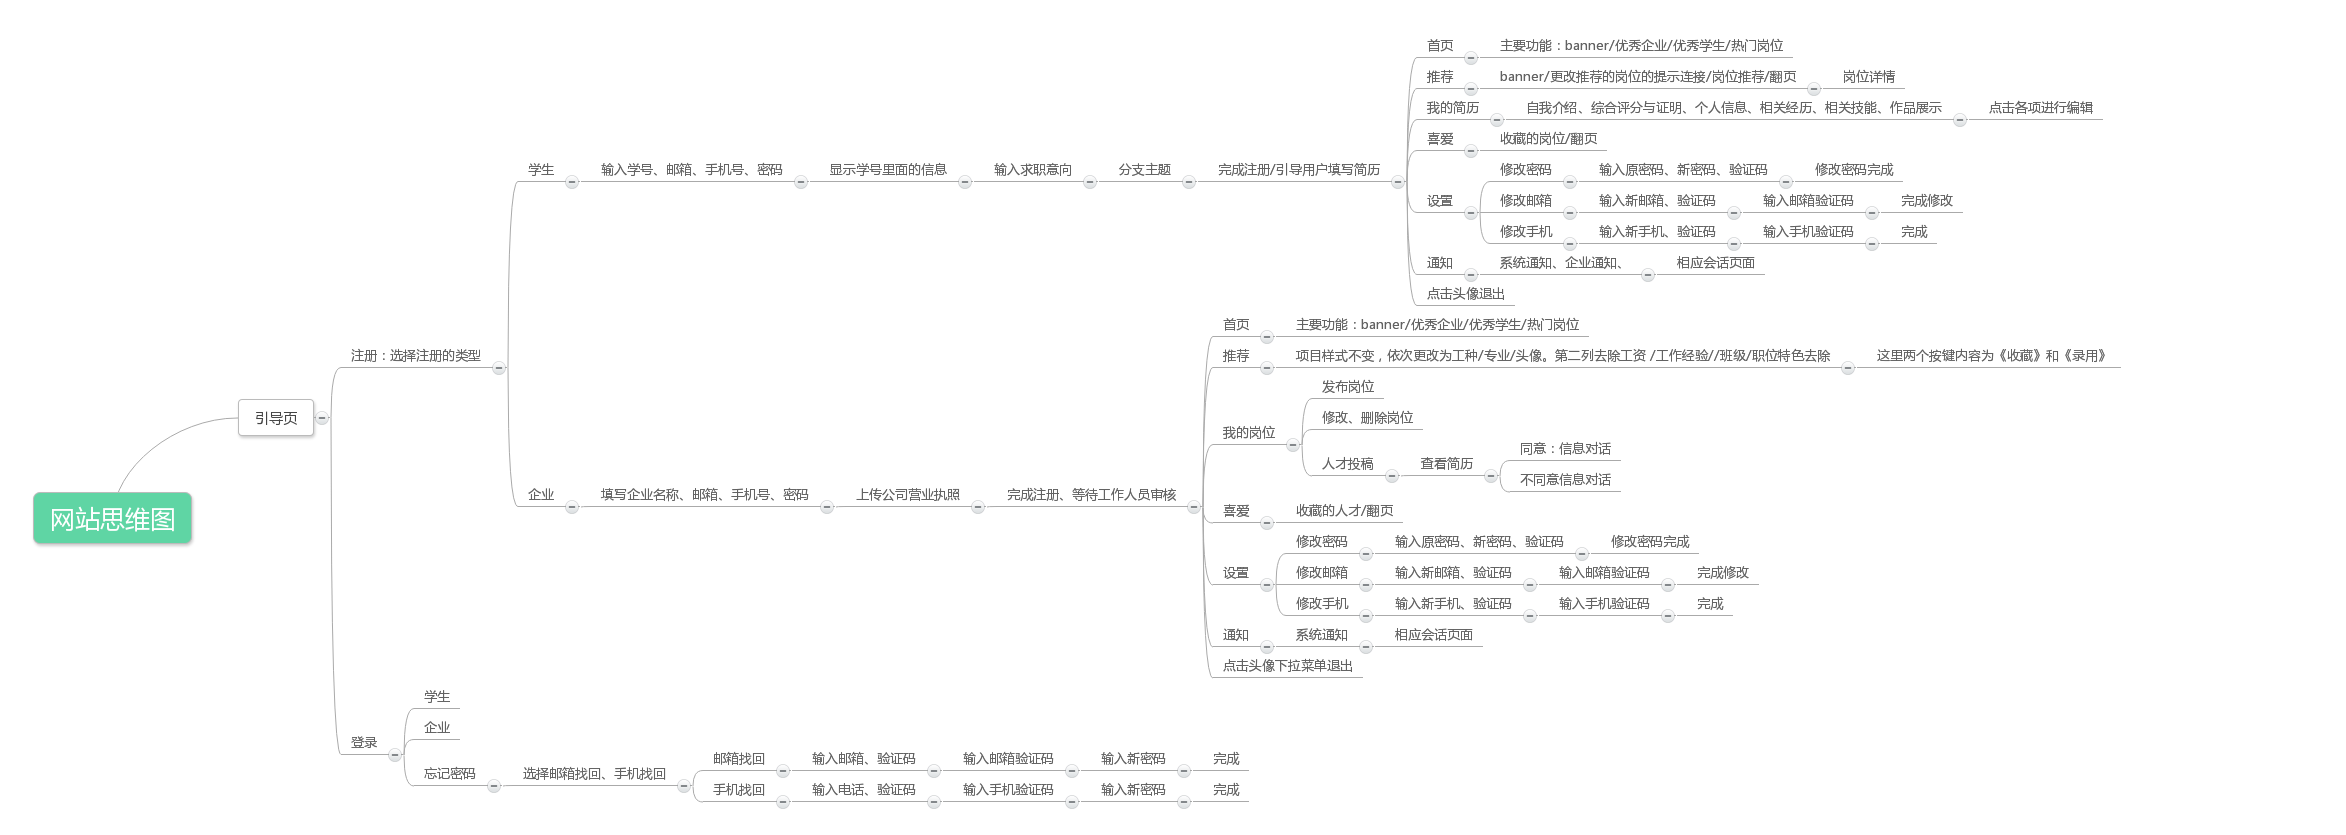 网站思维图
引导页
注册：选择注册的类型
学生
输入学号、邮箱、手机号、密码
显示学号里面的信息
输入求职意向
分支主题
完成注册/引导用户填写简历
首页
主要功能：banner/优秀企业/优秀学生/热门岗位
推荐
banner/更改推荐的岗位的提示连接/岗位推荐/翻页
岗位详情
我的简历
自我介绍、综合评分与证明、个人信息、相关经历、相关技能、作品展示
点击各项进行编辑
喜爱
收藏的岗位/翻页
设置
修改密码
输入原密码、新密码、验证码
修改密码完成
修改邮箱
输入新邮箱、验证码
输入邮箱验证码
完成修改
修改手机
输入新手机、验证码
输入手机验证码
完成
通知
系统通知、企业通知、
相应会话页面
点击头像退出
企业
填写企业名称、邮箱、手机号、密码
上传公司营业执照
完成注册、等待工作人员审核
首页
主要功能：banner/优秀企业/优秀学生/热门岗位
推荐
项目样式不变，依次更改为工种/专业/头像。第二列去除工资 /工作经验//班级/职位特色去除
这里两个按键内容为《收藏》和《录用》
我的岗位
发布岗位
修改、删除岗位
人才投稿
查看简历
同意：信息对话
不同意信息对话
喜爱
收藏的人才/翻页
设置
修改密码
输入原密码、新密码、验证码
修改密码完成
修改邮箱
输入新邮箱、验证码
输入邮箱验证码
完成修改
修改手机
输入新手机、验证码
输入手机验证码
完成
通知
系统通知
相应会话页面
点击头像下拉菜单退出
登录
学生
企业
忘记密码
选择邮箱找回、手机找回
邮箱找回
输入邮箱、验证码
输入邮箱验证码
输入新密码
完成
手机找回
输入电话、验证码
输入手机验证码
输入新密码
完成